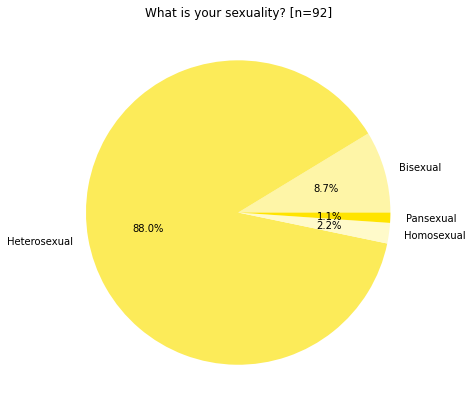 What is your sexuality? [n=92]
Bisexual
8.7%
1.1%
Pansexual
2.2%
Homosexual
88.0%
Heterosexual